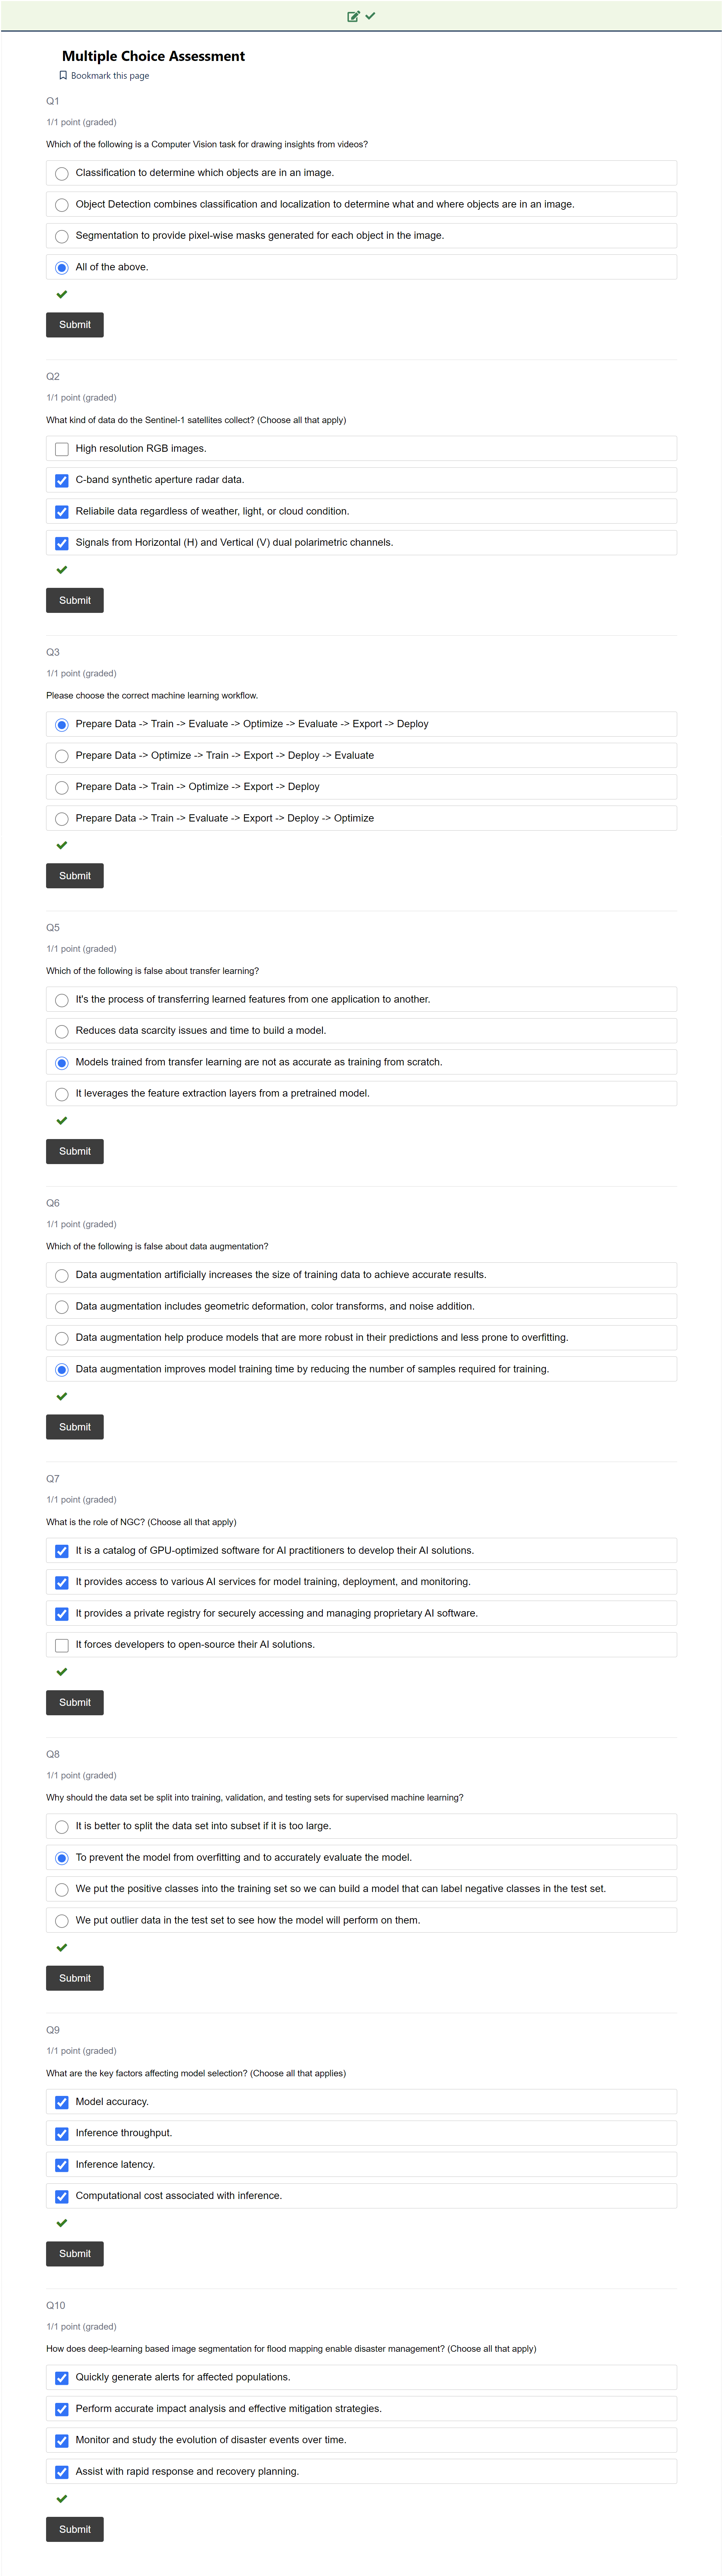 Multiple Choice Assessment
Bookmark this page
Q1
1/1 point (graded)
Which of the following is a Computer Vision task for drawing insights from videos?
Classification to determine which objects are in an image.
Object Detection combines classification and localization to determine what and where objects are in an image.
Segmentation to provide pixel-wise masks generated for each object in the image.
All of the above.
Submit
Q2
1/1 point (graded)
What kind of data do the Sentinel-1 satellites collect? (Choose all that apply)
High resolution RGB images.
C-band synthetic aperture radar data.
Reliabile data regardless of weather, light, or cloud condition.
Signals from Horizontal (H) and Vertical (V) dual polarimetric channels.
Submit
Q3
1/1 point (graded)
Please choose the correct machine learning workflow.
Prepare Data -> Train -> Evaluate -> Optimize -> Evaluate -> Export -> Deploy
Prepare Data -> Optimize -> Train -> Export -> Deploy -> Evaluate
Prepare Data -> Train -> Optimize -> Export -> Deploy
Prepare Data -> Train -> Evaluate -> Export -> Deploy -> Optimize
Submit
Q5
1/1 point (graded)
Which of the following is false about transfer learning?
It's the process of transferring learned features from one application to another.
Reduces data scarcity issues and time to build a model.
Models trained from transfer learning are not as accurate as training from scratch.
It leverages the feature extraction layers from a pretrained model.
Submit
Q6
1/1 point (graded)
Which of the following is false about data augmentation?
Data augmentation artificially increases the size of training data to achieve accurate results.
Data augmentation includes geometric deformation, color transforms, and noise addition.
Data augmentation help produce models that are more robust in their predictions and less prone to overfitting.
Data augmentation improves model training time by reducing the number of samples required for training.
Submit
Q7
1/1 point (graded)
What is the role of NGC? (Choose all that apply)
It is a catalog of GPU-optimized software for AI practitioners to develop their AI solutions.
It provides access to various AI services for model training, deployment, and monitoring.
It provides a private registry for securely accessing and managing proprietary AI software.
It forces developers to open-source their AI solutions.
Submit
Q8
1/1 point (graded)
Why should the data set be split into training, validation, and testing sets for supervised machine learning?
It is better to split the data set into subset if it is too large.
To prevent the model from overfitting and to accurately evaluate the model.
We put the positive classes into the training set so we can build a model that can label negative classes in the test set.
We put outlier data in the test set to see how the model will perform on them.
Submit
Q9
1/1 point (graded)
What are the key factors affecting model selection? (Choose all that applies)
Model accuracy.
Inference throughput.
Inference latency.
Computational cost associated with inference.
Submit
Q10
1/1 point (graded)
How does deep-learning based image segmentation for flood mapping enable disaster management? (Choose all that apply)
Quickly generate alerts for affected populations.
Perform accurate impact analysis and effective mitigation strategies.
Monitor and study the evolution of disaster events over time.
Assist with rapid response and recovery planning.
Submit